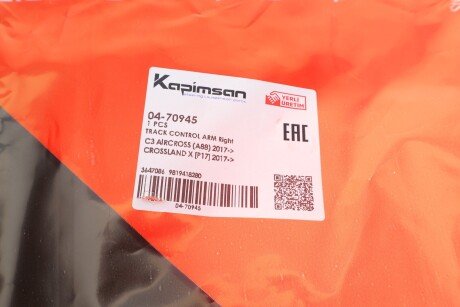 Kapimsan
YERLİ
ÜRETİM
04-70945
1 PCS
TRACK CONTROL ARM Right
C3 AIRCROSS (A88) 2017->
CROSSLAND X [P17] 2017->
EAC
3647086 9819418280
04-70945